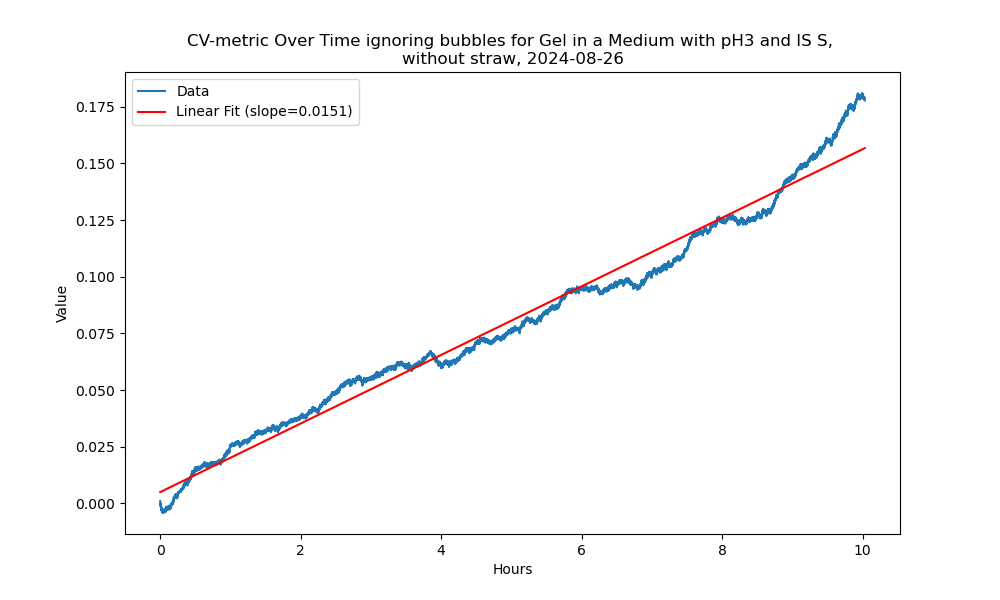 CV-metric Over Time ignoring bubbles for Gel in a Medium with pH3 and IS S,
without straw, 2024-08-26
Data
Linear Fit (slope=0.0151)
0.175
0.150
0.125
0.100
0.075
0.050
0.025
0.000
Value
0 2 4 6 8 10
Hours